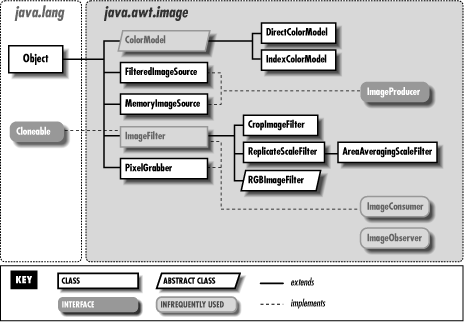 java.lang
java.awt.image
Object
Cloneable
ColorModel
DirectColorModel
IndexColorModel
FilteredImageSource
MemoryImageSource
ImageProducer
ImageFilter
CropImageFilter
ReplicateScaleFilter
AreaAveragingScaleFilter
RGBImageFilter
PixelGrabber
ImageConsumer
ImageObserver
KEY
CLASS
ABSTRACT CLASS
extends
INTERFACE
INFREQUENTLY USED
implements